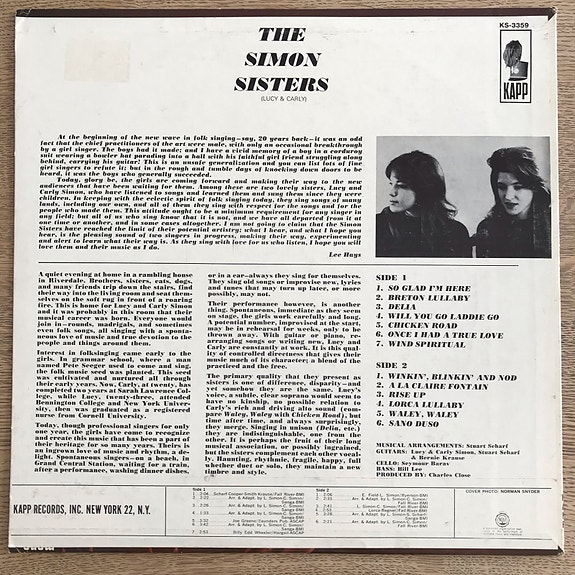 THE
SIMON
SISTERS
(LUCY & CARLY)
KS-3359
KAPP
At the beginning of the new wave in folk singing—say, 20 years back—it was an odd
fact that the chief practitioners of the art were male, with only an occasional breakthrough
by a girl singer. The boys had it made; and I have a vivid memory of a boy in a corduroy
suit wearing a bowler hat parading into a hall with his faithful girl friend struggling along
behind, carrying his guitar! This is an unsafe generalization and you can list lots of fine
girl singers to refute it; but in the rough and tumble days of knocking down doors to be
heard, it was the boys who generally succeeded.
Today, glory be, the girls are coming forward and making their way to the new
audiences that have been waiting for them. Among these are two lovely sisters, Lucy and
Carly Simon, who have listened to songs and learned them and sung them since they were
children. In keeping with the eclectic spirit of folk singing today, they sing songs of many
lands, including our own, and all of them they sing with respect for the songs and for the
people who made them. This attitude ought to be a minimum requirement for any singer in
any field; but all of us who sing know that it is not, and we have all departed from it at
one time or another, and in some cases, altogether. I am not going to claim that the Simon
Sisters have reached the limit of their potential artistry; what I hear, and what I hope you
hear, is the pleasing sound of two singers in progress, making their way, experimenting
and alert to learn what their way is. As they sing with love for us who listen, I hope you will
love them and their music as I do.
Lee Hays
A quiet evening at home in a rambling house
in Riverdale. Brothers, sisters, cats, dogs,
and many friends trip down the stairs, find
their way into the living room and seat them-
selves on the soft rug in front of a roaring
fire. This is home for Lucy and Carly Simon
and it was probably in this room that their
musical career was born. Everyone would
join in—rounds, madrigals, and sometimes
even folk songs, all singing with a sponta-
neous love of music and true devotion to the
people and things around them.
Interest in folksinging came early to the
girls. In grammar school, where a man
named Pete Seeger used to come and sing,
the folk music seed was planted. This seed
was cultivated and nurtured all through
their early years. Now, Carly, at twenty, has
completed two years at Sarah Lawrence Col-
lege, while Lucy, twenty-three, attended
Bennington College and New York Univer-
sity, then was graduated as a registered
nurse from Cornell University.
Today, though professional singers for only
one year, the girls have come to recognize
and create this music that has been a part of
their heritage for so many years. Theirs is
an ingrown love of music and rhythm, a de-
light. Spontaneous singers—on a beach, in
Grand Central Station, waiting for a train,
after a performance, washing dinner dishes,
or in a car—always they sing for themselves.
They sing old songs or improvise new, lyrics
and tunes that may turn up later, or more
possibly, may not.
Their performance however, is another
thing. Spontaneous, immediate as they seem
on stage, the girls work carefully and long.
A potential number, improvised at the start,
may be in rehearsal for weeks, only to be
thrown away. With guitar or piano, re-
arranging songs or writing new, Lucy and
Carly are constantly at work. It is this qual-
ity of controlled directness that gives their
music much of its character; a blend of the
practiced and the free.
The primary quality that they present as
sisters is one of difference, disparity—and
yet somehow they are the same. Lucy's
voice, a subtle, clear soprano would seem to
have no kinship, no possible relation to
Carly's rich and driving alto sound (com-
pare Waley, Waley with Chicken Road), but
time after time, and always surprisingly,
they merge. Singing in union (Delia, etc.)
they are indistinguishable, one from the
other. It is perhaps the fruit of their long
musical association, or possibly ingrained,
but the sisters complement each other vocal-
ly. Haunting, rhythmic, fragile, happy, full
whether duet or solo, they maintain a new
timbre and style.
SIDE 1
1. SO GLAD I'M HERE
2. BRETON LULLABY
3. DELIA
4. WILL YOU GO LADDIE GO
5. CHICKEN ROAD
6. ONCE I HAD A TRUE LOVE
7. WIND SPIRITUAL
SIDE 2
1. WINKIN', BLINKIN' AND NOD
2. A LA CLAIRE FONTAIN
3. RISE UP
4. LORCA LULLABY
5. WALEY, WALEY
6. SANO DUSO
MUSICAL ARRANGEMENTS: Stuart Scharf
GUITARS: Lucy & Carly Simon, Stuart Scharf
& Bernie Krause
CELLO: Seymour Barav
BASS: Bill Lee
PRODUCED BY: Charles Close
KAPP RECORDS, INC. NEW YORK 22, N.Y.
Side 1
Side 2
COVER PHOTO: NORMAN SNYDER